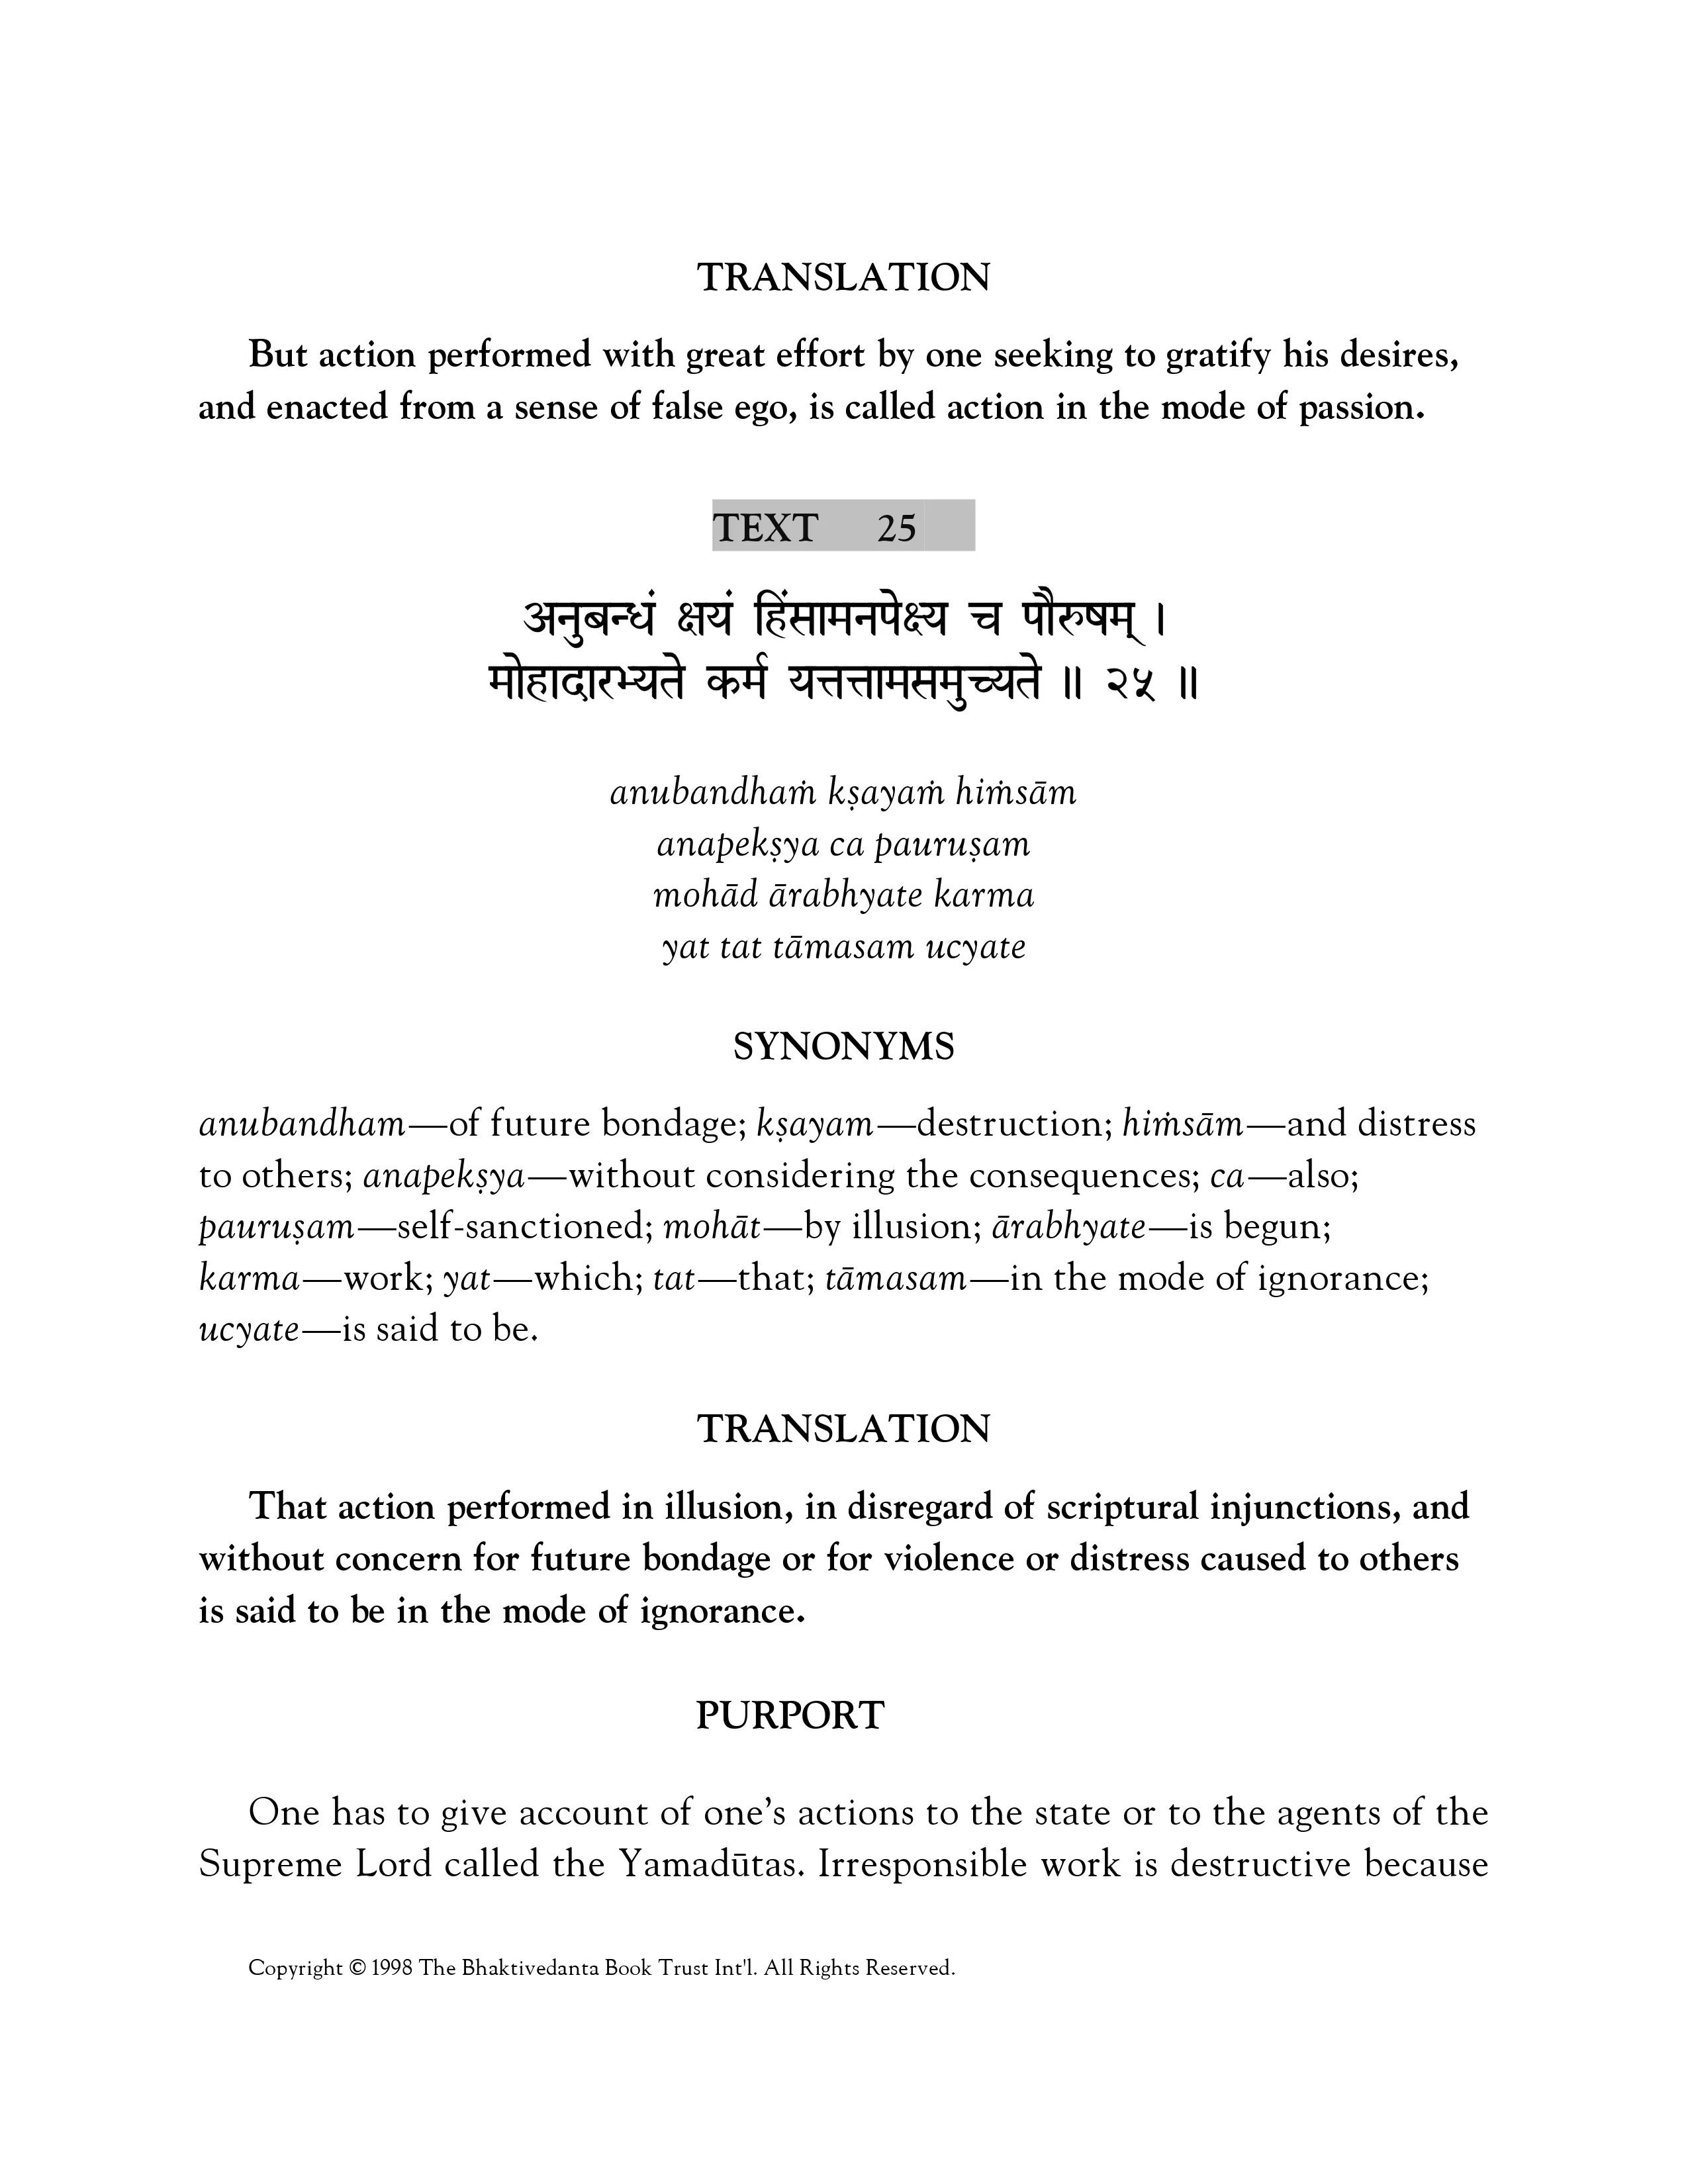 TRANSLATION
But action performed with great effort by one seeking to gratify his desires,
and enacted from a sense of false ego, is called action in the mode of passion.
TEXT 25
अनुबन्धं क्षयं हिंसामनपेक्ष्य च पौरुषम् ।
मोहादारभ्यते कर्म यत्तत्तामसमुच्यते ॥ २५ ॥
anubandhaṁ kṣayaṁ hiṁsām
anapekṣya ca pauruṣam
mohād ārabhyate karma
yat tat tāmasam ucyate
SYNONYMS
anubandham—of future bondage; kṣayam—destruction; hiṁsām—and distress
to others; anapekṣya—without considering the consequences; ca—also;
pauruṣam—self-sanctioned; mohāt—by illusion; ārabhyate—is begun;
karma—work; yat—which; tat—that; tāmasam—in the mode of ignorance;
ucyate—is said to be.
TRANSLATION
That action performed in illusion, in disregard of scriptural injunctions, and
without concern for future bondage or for violence or distress caused to others
is said to be in the mode of ignorance.
PURPORT
One has to give account of one’s actions to the state or to the agents of the
Supreme Lord called the Yamadūtas. Irresponsible work is destructive because
Copyright © 1998 The Bhaktivedanta Book Trust Int'l. All Rights Reserved.